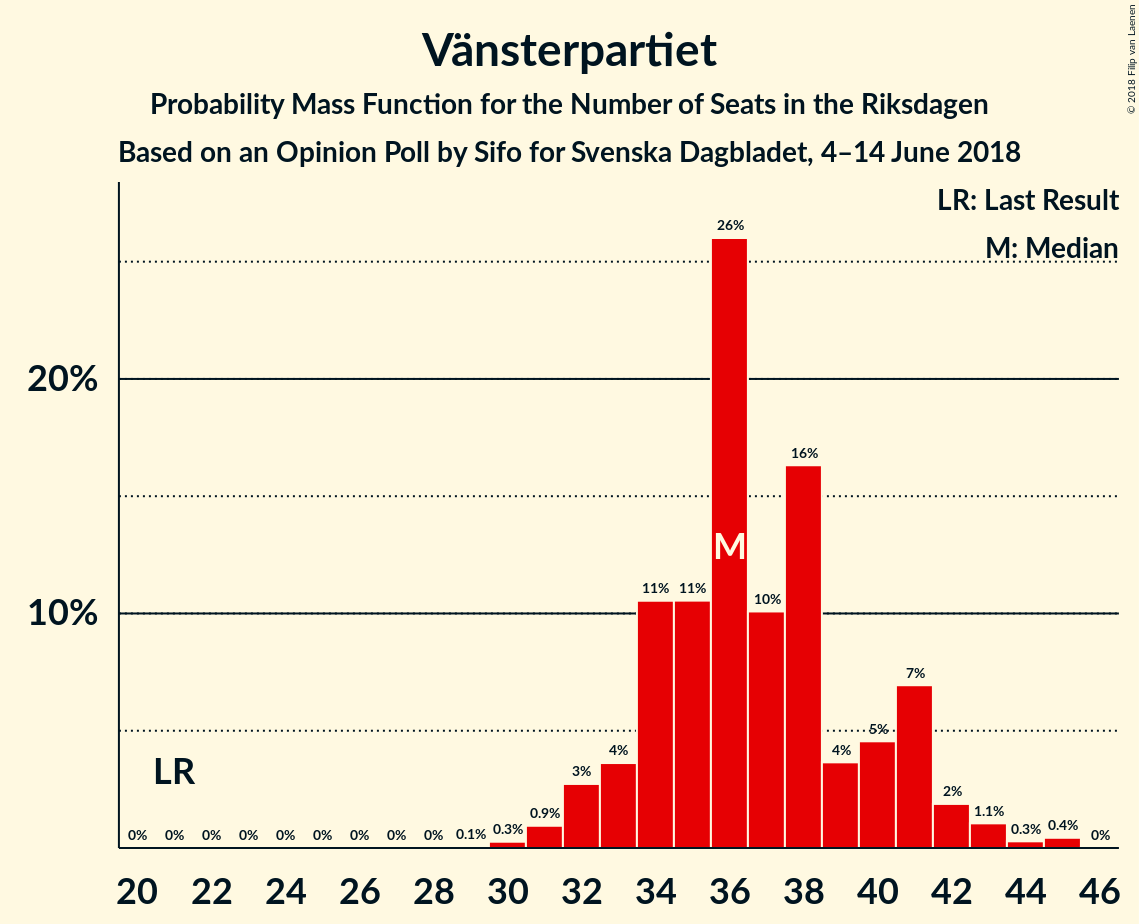 Vänsterpartiet
Probability Mass Function for the Number of Seats in the Riksdagen
Based on an Opinion Poll by Sifo for Svenska Dagbladet, 4–14 June 2018
© 2018 Filip van Laenen
LR: Last Result
M: Median
26%
20%
16%
M
11% 11% 10%
10%
7%
5%
4% 4%
LR
3%
2%
0.9% 1.1%
0% 0% 0% 0% 0% 0% 0% 0% 0% 0.1% 0.3% 0.3% 0.4% 0%
20 22 24 26 28 30 32 34 36 38 40 42 44 46